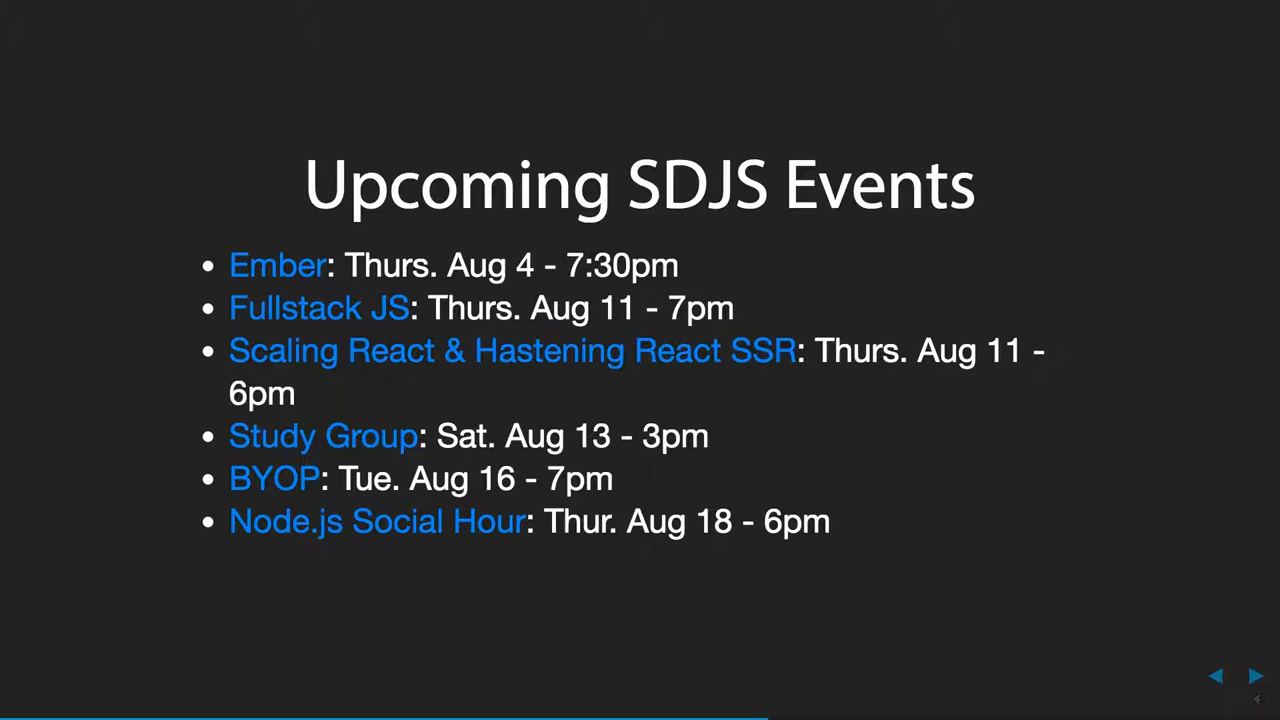 Upcoming SDJS Events
• Ember: Thurs. Aug 4 - 7:30pm
• Fullstack JS: Thurs. Aug 11 - 7pm
• Scaling React & Hastening React SSR: Thurs. Aug 11 -
6pm
• Study Group: Sat. Aug 13 - 3pm
• BYOP: Tue. Aug 16 - 7pm
• Node.js Social Hour: Thur. Aug 18 - 6pm
4